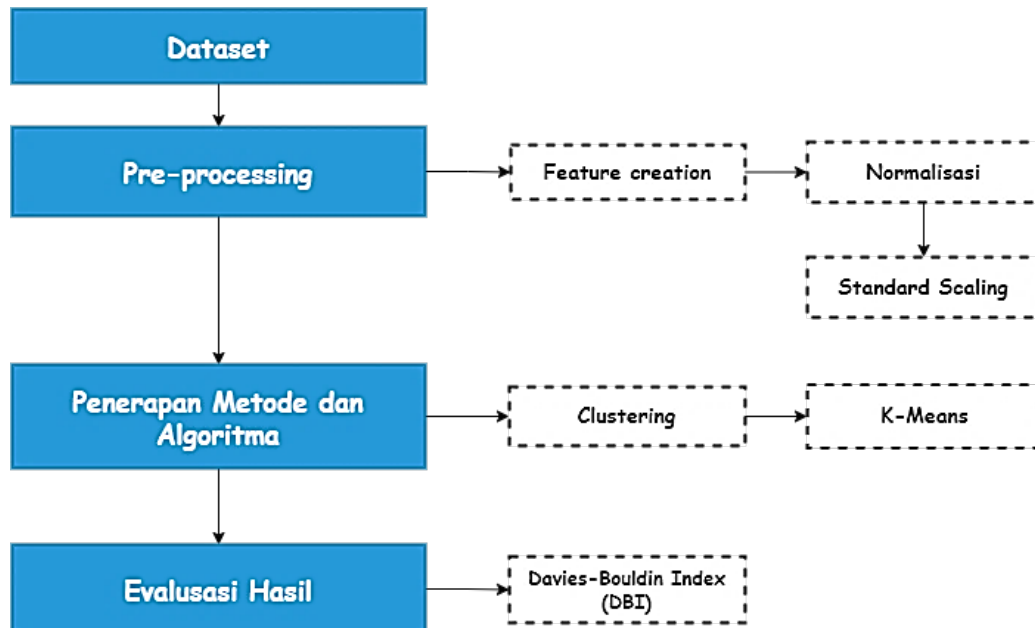 Dataset
Pre-processing
Feature creation
Normalisasi
Standard Scaling
Penerapan Metode dan
Algoritma
Clustering
K-Means
Evalusasi Hasil
Davies-Bouldin Index
(DBI)